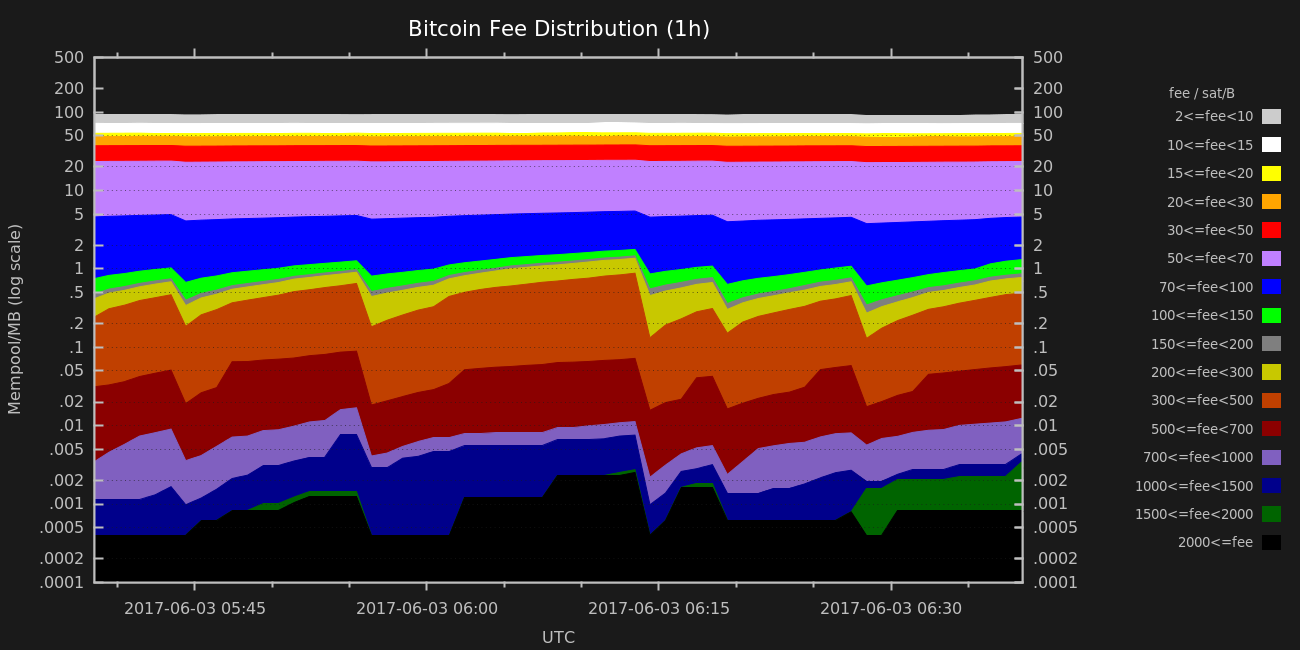 Bitcoin Fee Distribution (1h)
500
200
100
50
20
10
5
2
1
.5
.2
.1
.05
.02
.01
.005
.002
.001
.0005
.0002
.0001
Mempool/MB (log scale)
500
200
100
50
20
10
5
2
1
.5
.2
.1
.05
.02
.01
.005
.002
.001
.0005
.0002
.0001
2017-06-03 05:45 2017-06-03 06:00 2017-06-03 06:15 2017-06-03 06:30
UTC
fee / sat/B
2<=fee<10
10<=fee<15
15<=fee<20
20<=fee<30
30<=fee<50
50<=fee<70
70<=fee<100
100<=fee<150
150<=fee<200
200<=fee<300
300<=fee<500
500<=fee<700
700<=fee<1000
1000<=fee<1500
1500<=fee<2000
2000<=fee